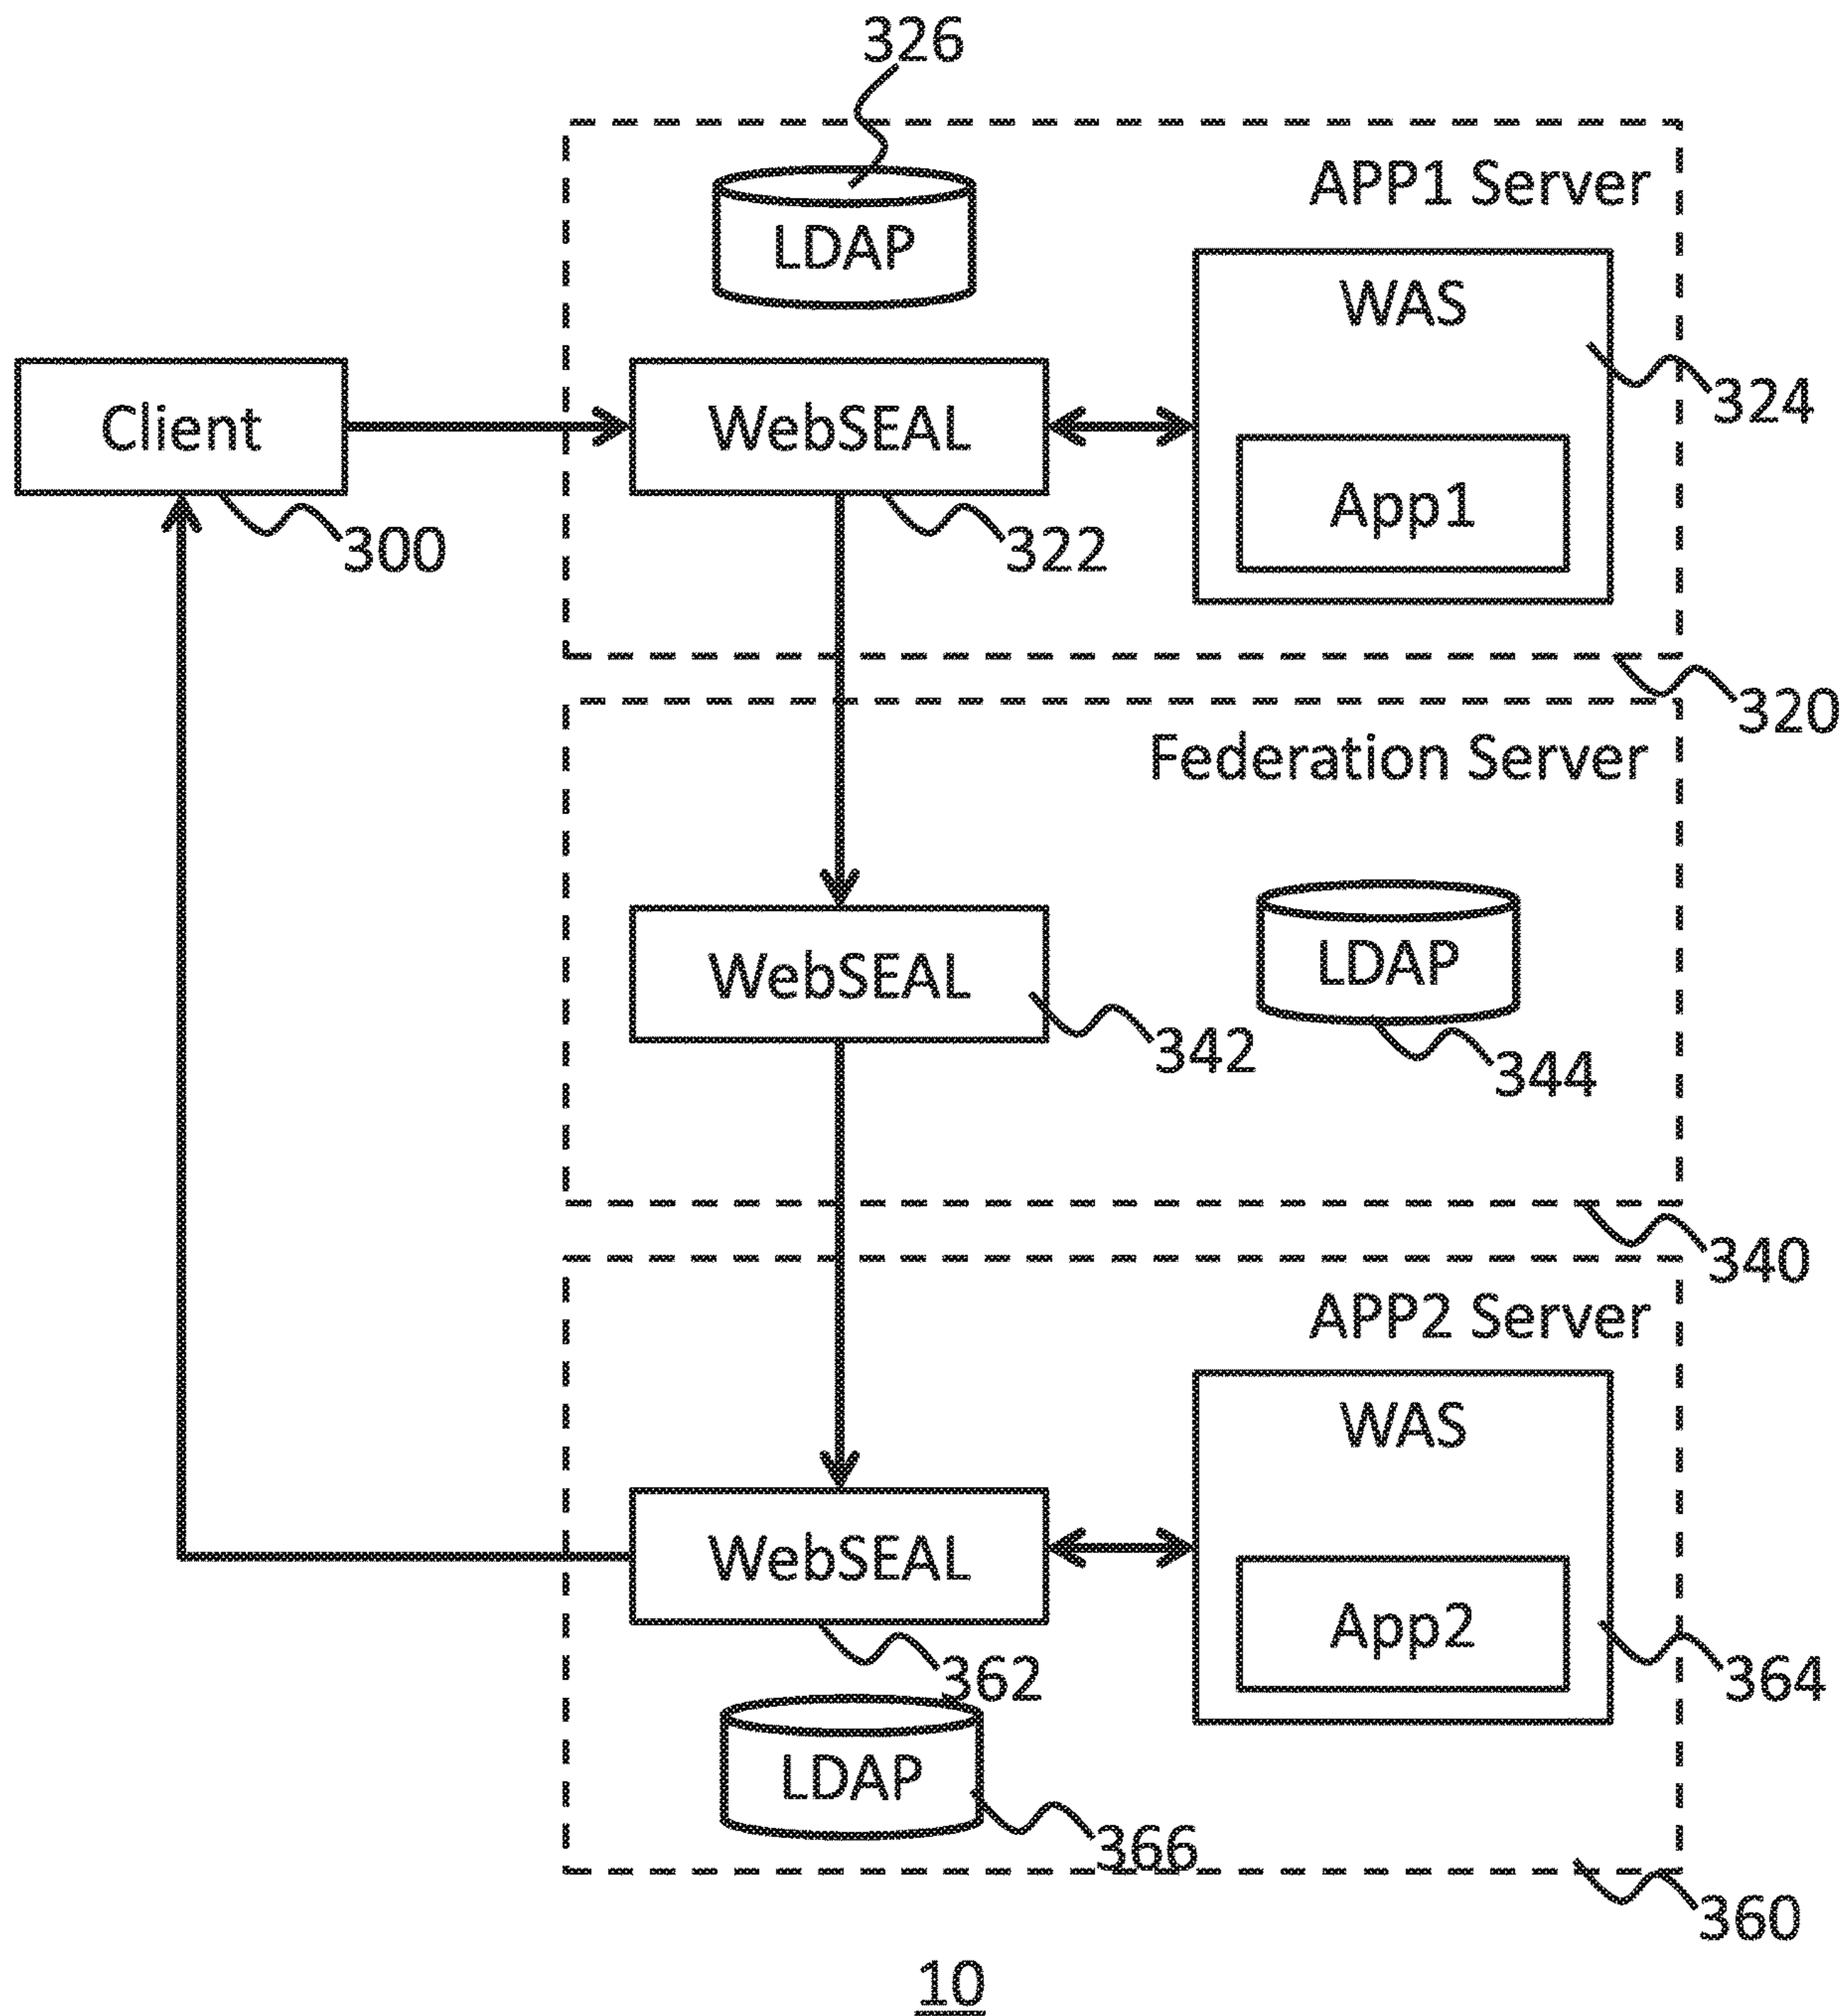 326
APP1 Server
LDAP
WAS
324
Client
WebSEAL
App1
300
322
320
Federation Server
WebSEAL
LDAP
342
344
340
APP2 Server
WAS
WebSEAL
App2
362
364
LDAP
366
360
10